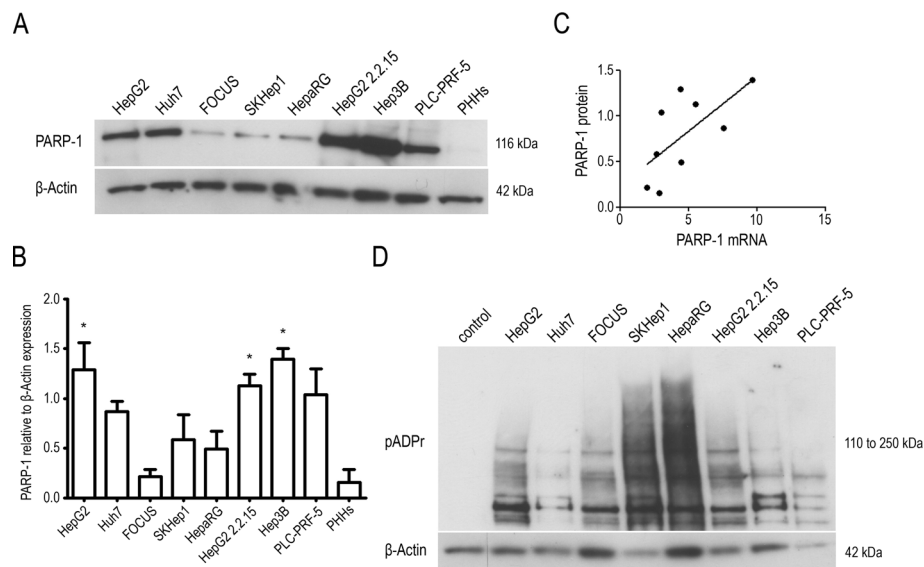 A
HepG2
Huh7
FOCUS
SKHep1
HepaRG
HepG2 2.2.15
Hep3B
PLC-PRF-5
PHHs
PARP-1
116 kDa
β-Actin
42 kDa
C
PARP-1 protein
1.5
1.0
0.5
0.0
0
5
10
15
PARP-1 mRNA
B
PARP-1 relative to β-Actin expression
2.0
1.5
1.0
0.5
0.0
*
*
*
HepG2
Huh7
FOCUS
SKHep1
HepaRG
HepG2 2.2.15
Hep3B
PLC-PRF-5
PHHs
D
control
HepG2
Huh7
FOCUS
SKHep1
HepaRG
HepG2 2.2.15
Hep3B
PLC-PRF-5
pADPr
110 to 250 kDa
β-Actin
42 kDa